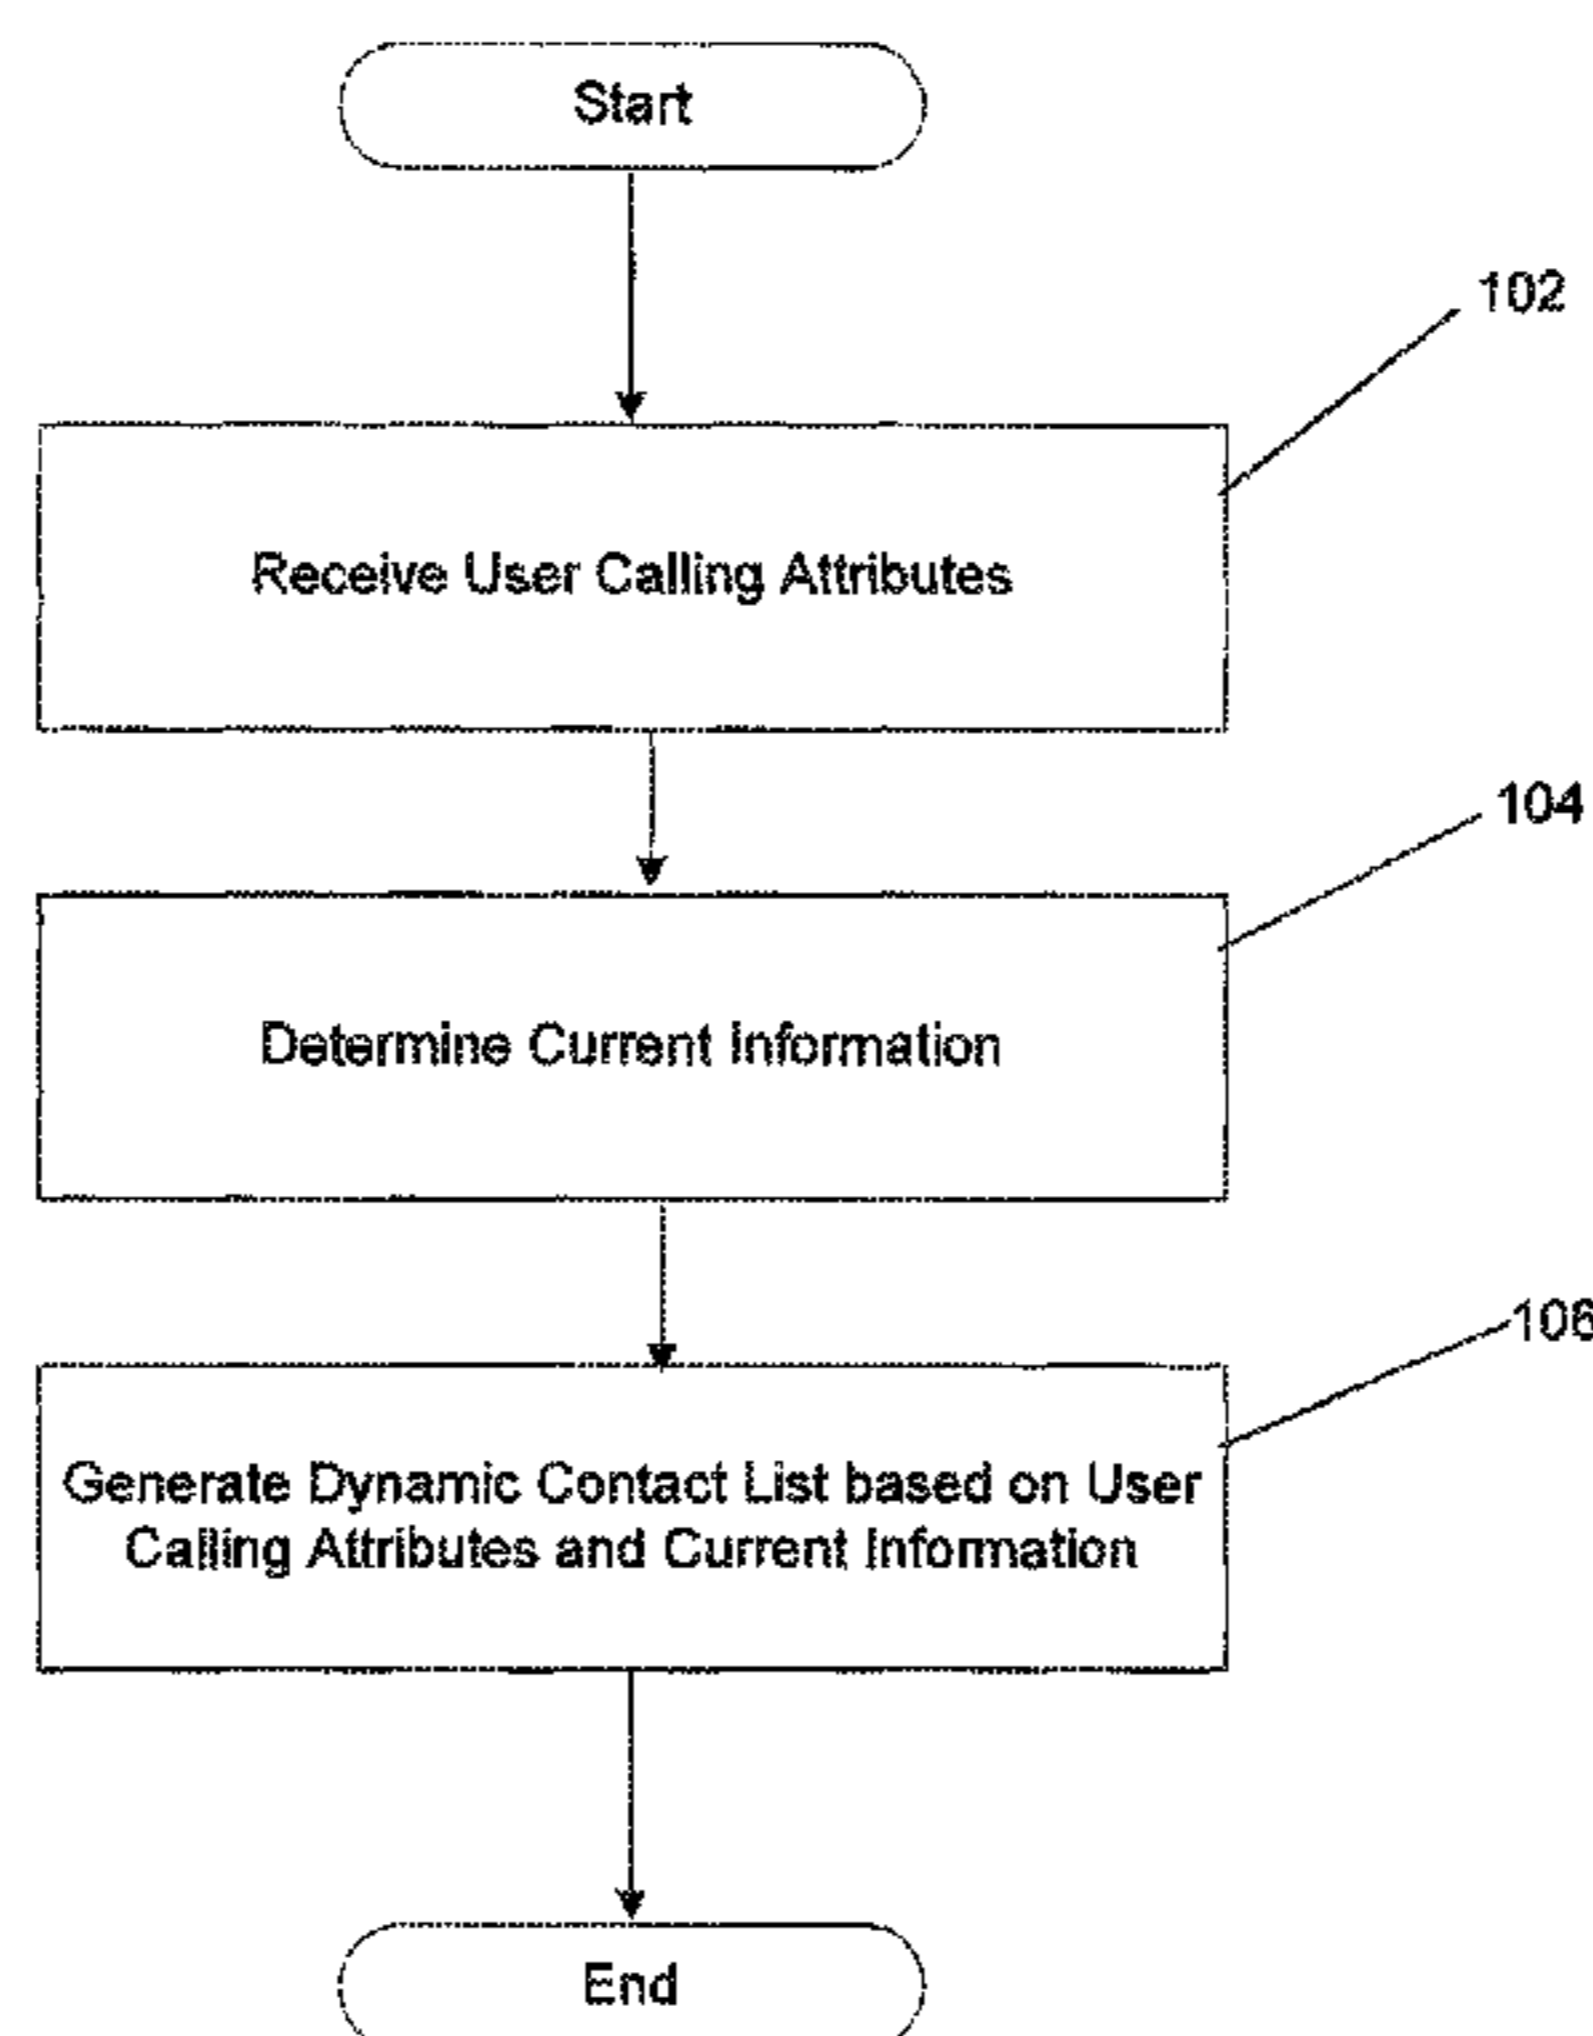 Start
102
Receive User Calling Attributes
104
Determine Current Information
106
Generate Dynamic Contact List based on User
Calling Attributes and Current Information
End